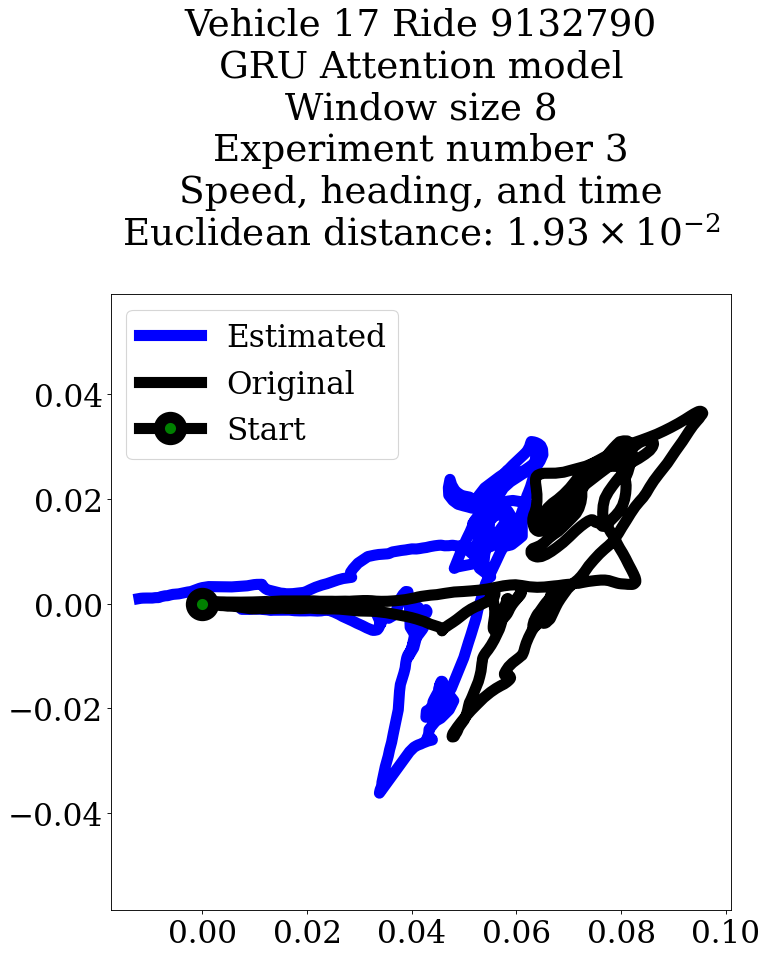 Vehicle 17 Ride 9132790
GRU Attention model
Window size 8
Experiment number 3
Speed, heading, and time
Euclidean distance: 1.93 × 10⁻²
Estimated
Original
Start
0.04
0.02
0.00
−0.02
−0.04
0.00 0.02 0.04 0.06 0.08 0.10